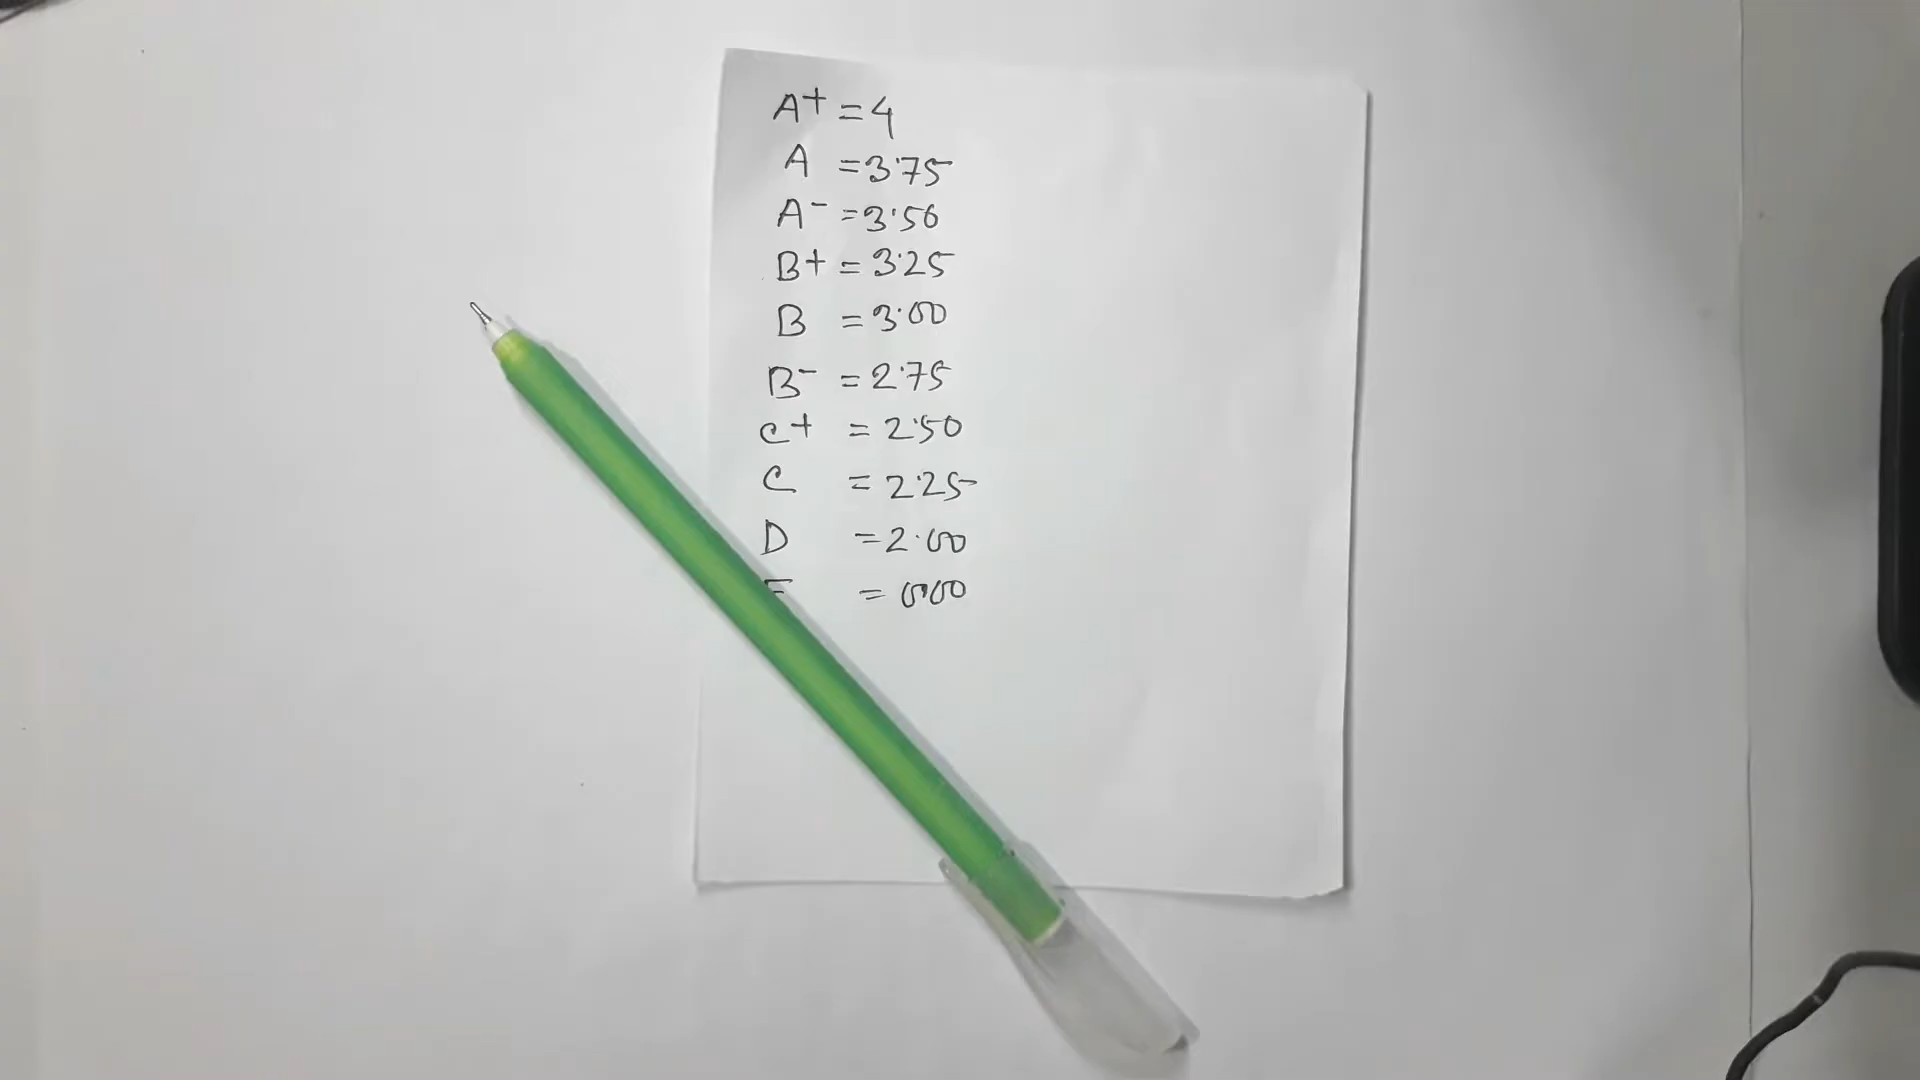 A+ = 4
A = 3.75
A- = 3.50
B+ = 3.25
B = 3.00
B- = 2.75
C+ = 2.50
C = 2.25
D = 2.00
= 0.00